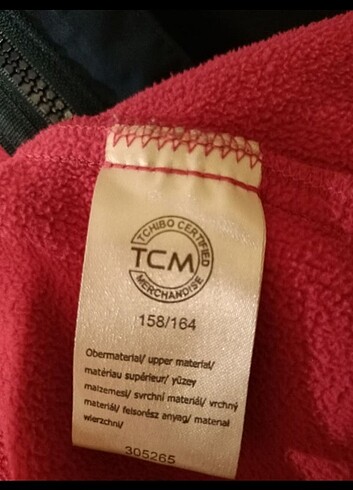 TCHIBO CERTIFIED
TCM
MERCHANDISE
158/164
Obermaterial/ upper material/
matériau supérieur/ yüzey
malzemesi/ svrchní materiál/ vrchný
materiál/ felsőrész anyag/ materiał
wierzchni/
305265